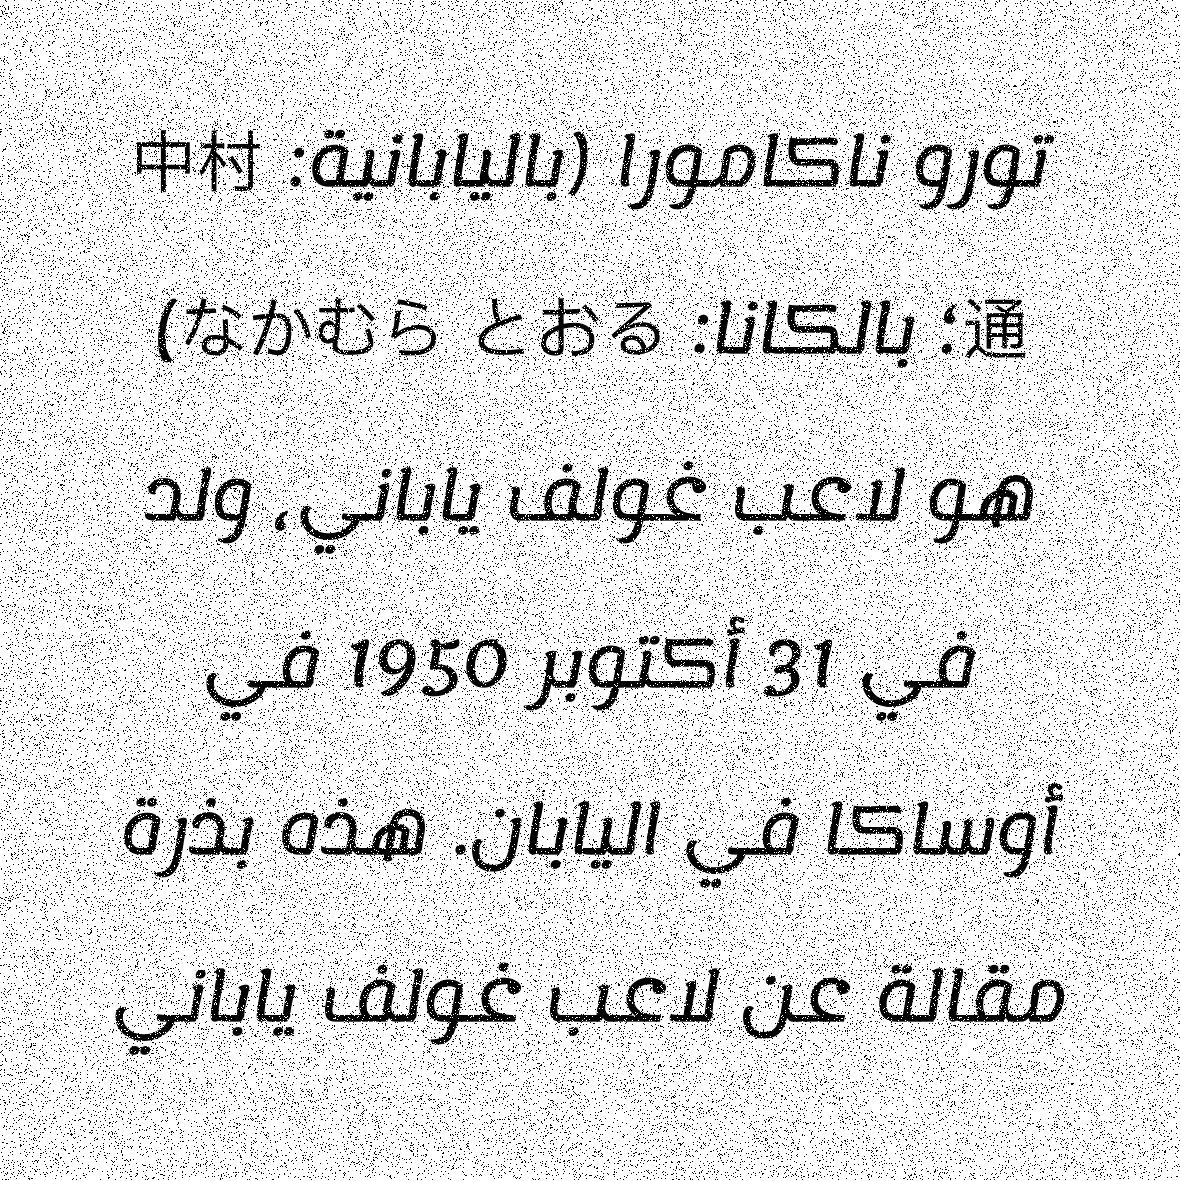 تورو ناكامورا (باليابانية: 中村
通؛ بالكانا: なかむら とおる)
هو لاعب غولف ياباني, ولد
في 31 أكتوبر 1950 في
أوساكا في اليابان. هذه بذرة
مقالة عن لاعب غولف ياباني